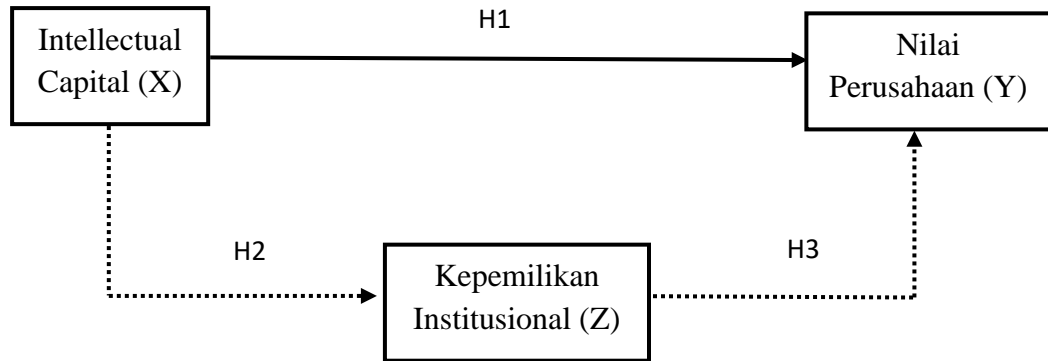 H1
Intellectual
Capital (X)
Nilai
Perusahaan (Y)
H2
H3
Kepemilikan
Institusional (Z)